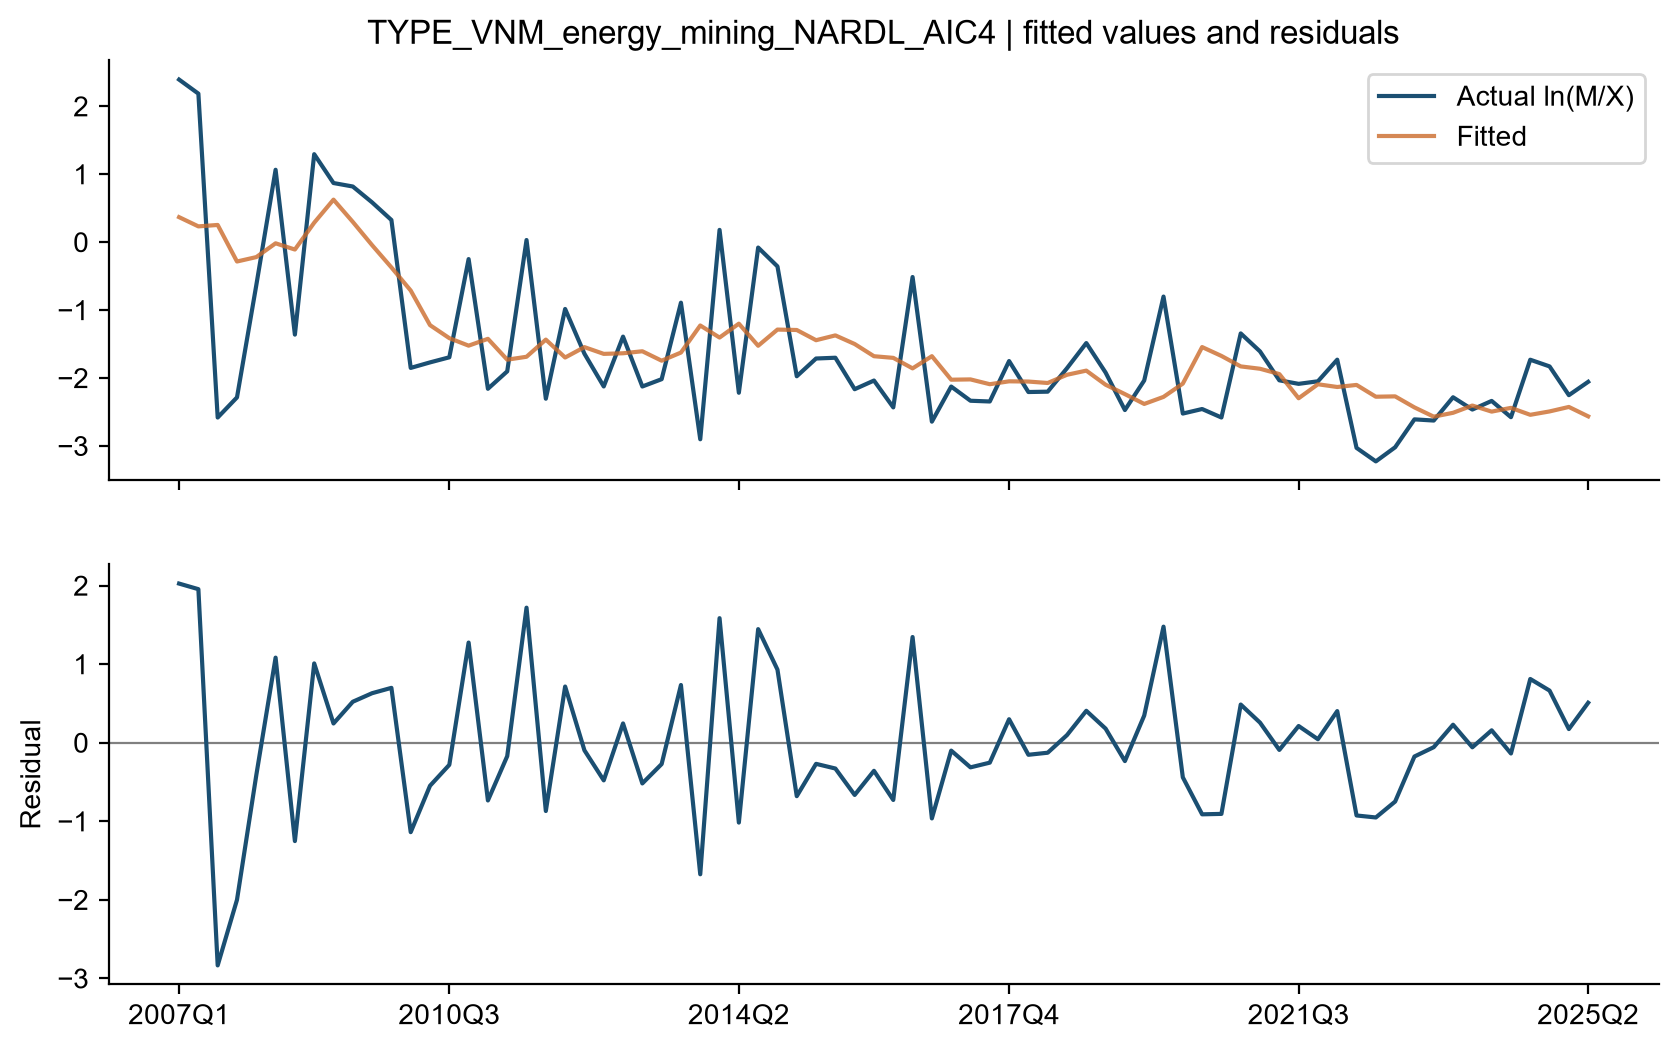 TYPE_VNM_energy_mining_NARDL_AIC4 | fitted values and residuals
Actual ln(M/X)
Fitted
2
1
0
−1
−2
−3
Residual
2
1
0
−1
−2
−3
2007Q1 2010Q3 2014Q2 2017Q4 2021Q3 2025Q2